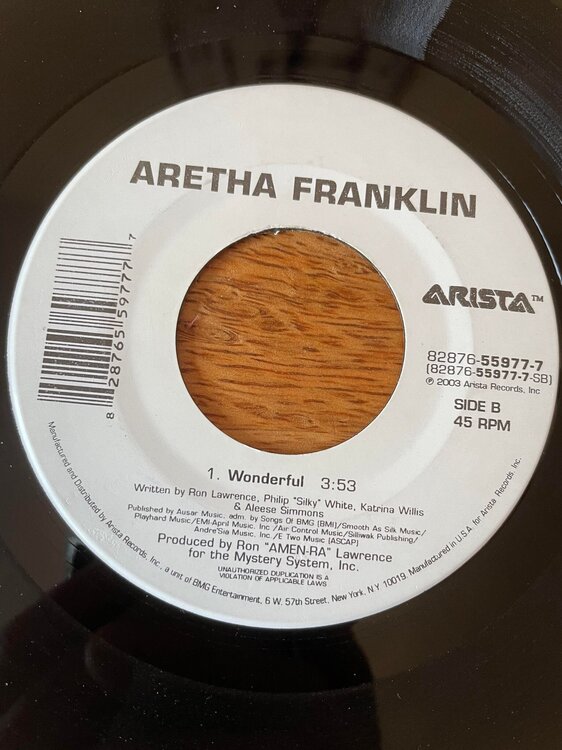 ARETHA FRANKLIN
ARISTA™
82876-55977-7
(82876-55977-7-SB)
℗ 2003 Arista Records, Inc
SIDE B
45 RPM
8 28765 59777 7
1. Wonderful 3:53
Written by Ron Lawrence, Philip "Silky" White, Katrina Willis
& Aleese Simmons
Published by Ausar Music, adm. by Songs Of BMG (BMI)/Smooth As Silk Music/
Playhard Music/EMI-April Music, Inc /Air Control Music/Silliwak Publishing/
Andre'Sia Music, Inc./E Two Music (ASCAP)
Produced by Ron "AMEN-RA" Lawrence
for the Mystery System, Inc.
UNAUTHORIZED DUPLICATION IS A
VIOLATION OF APPLICABLE LAWS
Manufactured and Distributed by Arista Records, Inc., a unit of BMG Entertainment, 6 W. 57th Street, New York, N.Y. 10019. Manufactured in U.S.A. for Arista Records Inc.